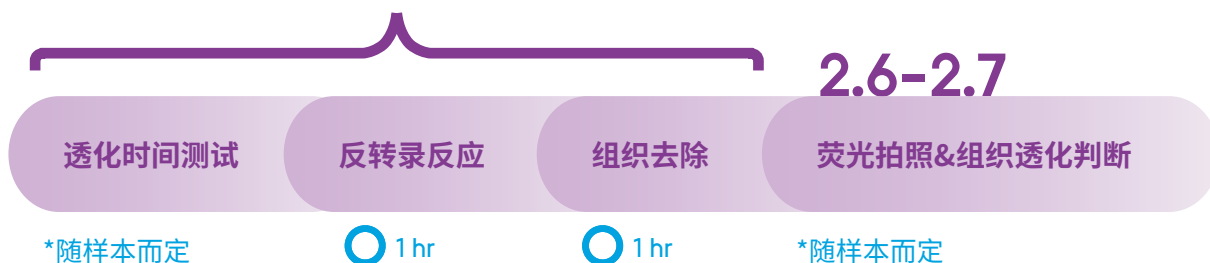 2.6-2.7
透化时间测试
反转录反应
组织去除
荧光拍照&组织透化判断
*随样本而定
1 hr
1 hr
*随样本而定